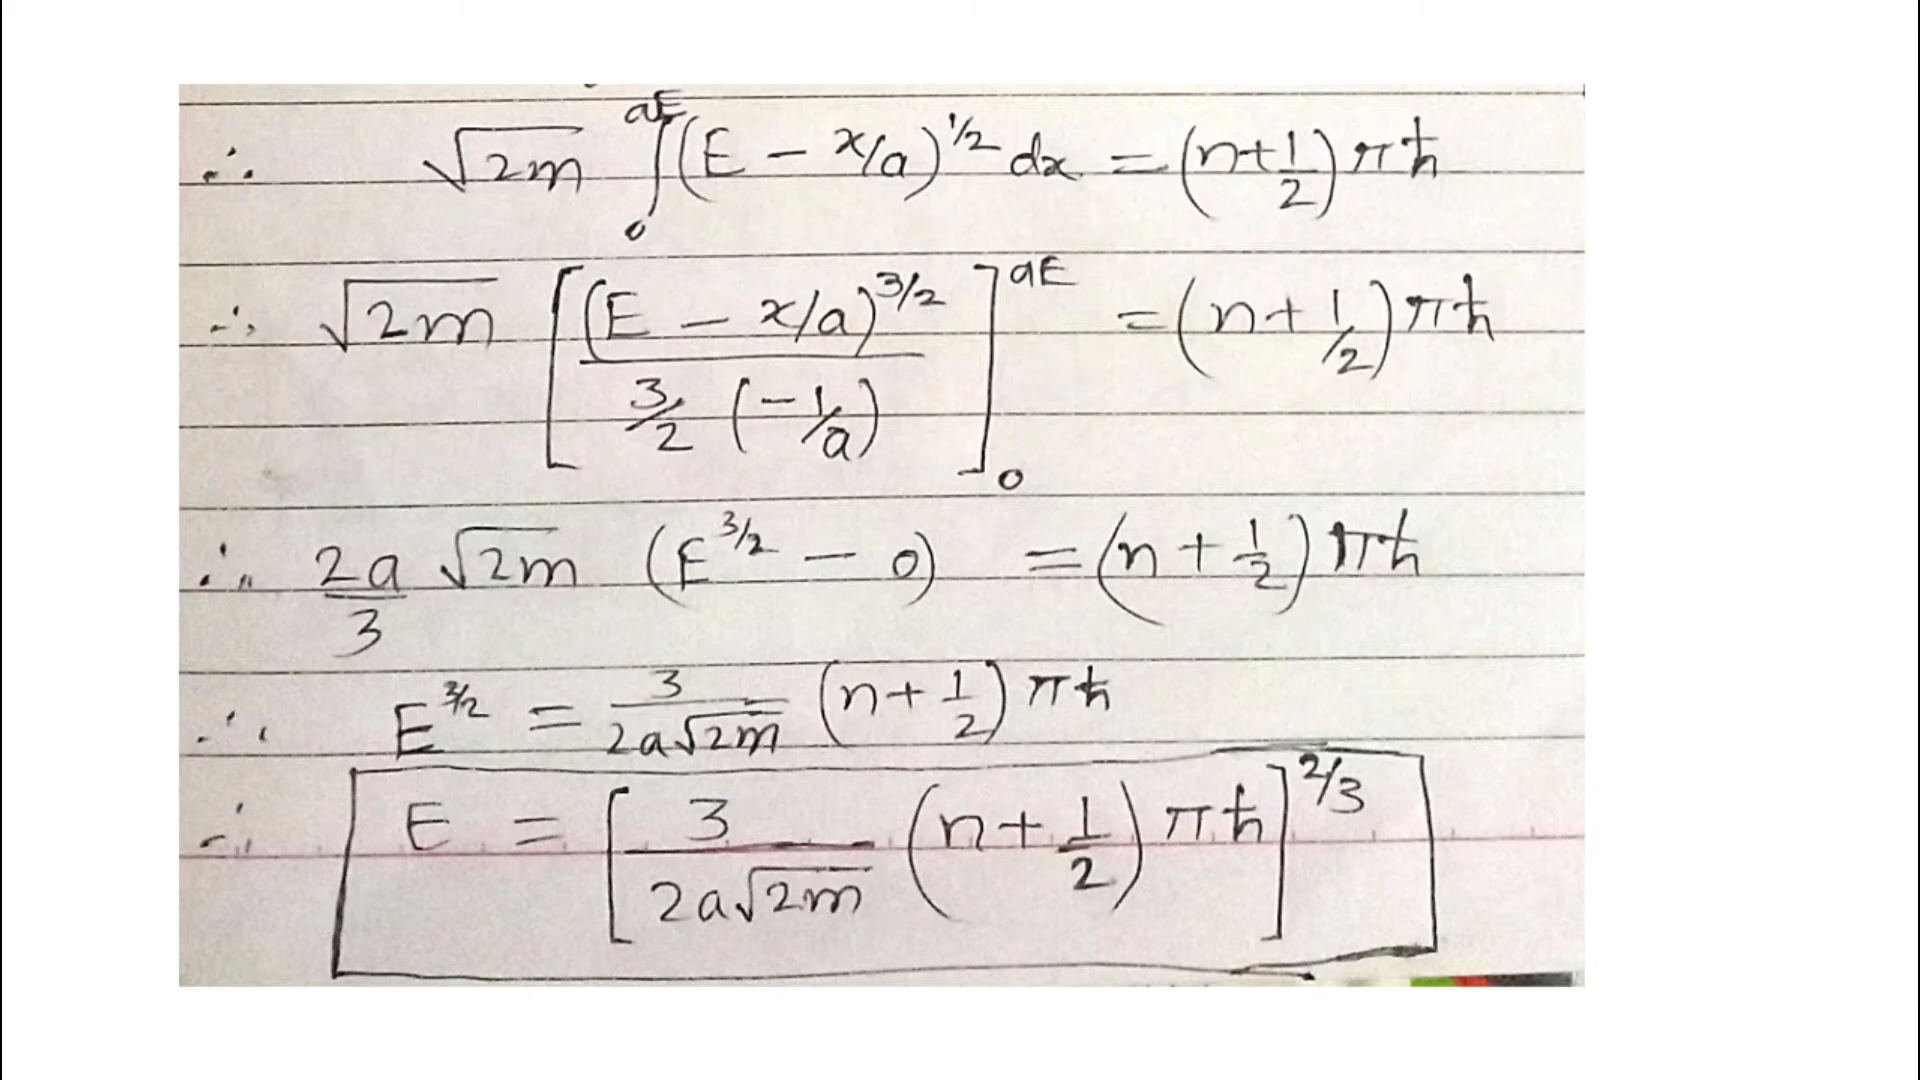 ∴ √2m ∫₀^aE (E − x/a)^1/2 dx = (n+1/2) πħ
∴ √2m [(E − x/a)^3/2 / 3/2 (−1/a)]₀^aE = (n+1/2) πħ
∴ 2a/3 √2m (E^3/2 − 0) = (n + 1/2) πħ
∴ E^3/2 = 3/2a√2m (n+1/2) πħ
∴ E = [3/2a√2m (n+1/2) πħ]^2/3